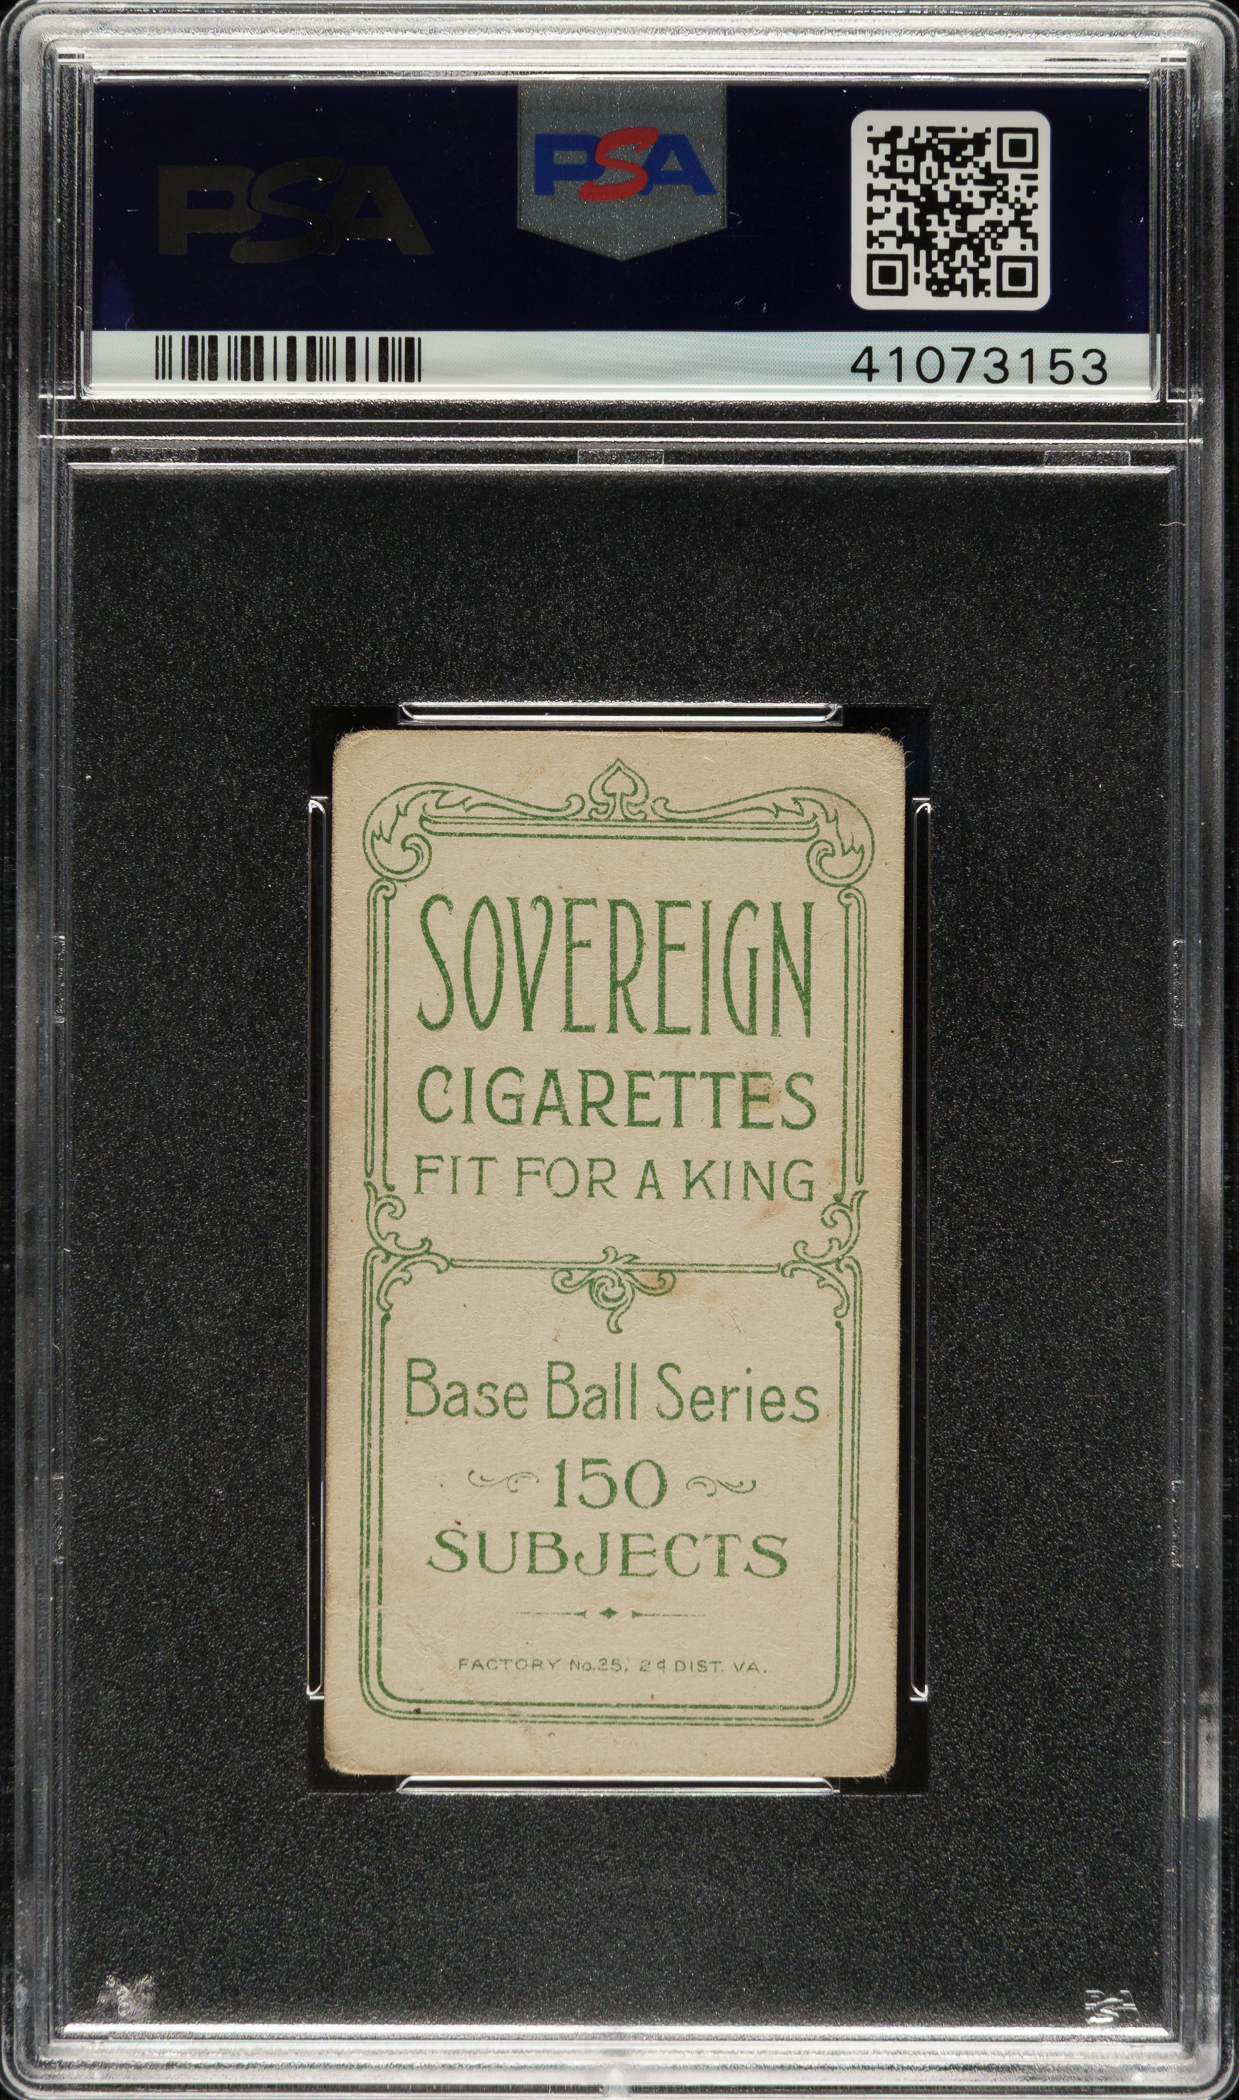 PSA
PSA
41073153
SOVEREIGN
CIGARETTES
FIT FOR A KING
Base Ball Series
150
SUBJECTS
FACTORY No.25, 2d DIST. VA.
PSA